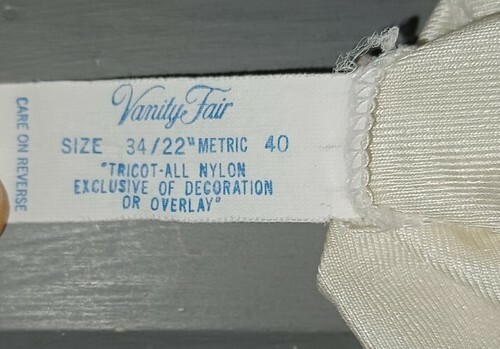 Vanity Fair
SIZE 34/22" METRIC 40
"TRICOT-ALL NYLON
EXCLUSIVE OF DECORATION
OR OVERLAY"
CARE ON REVERSE